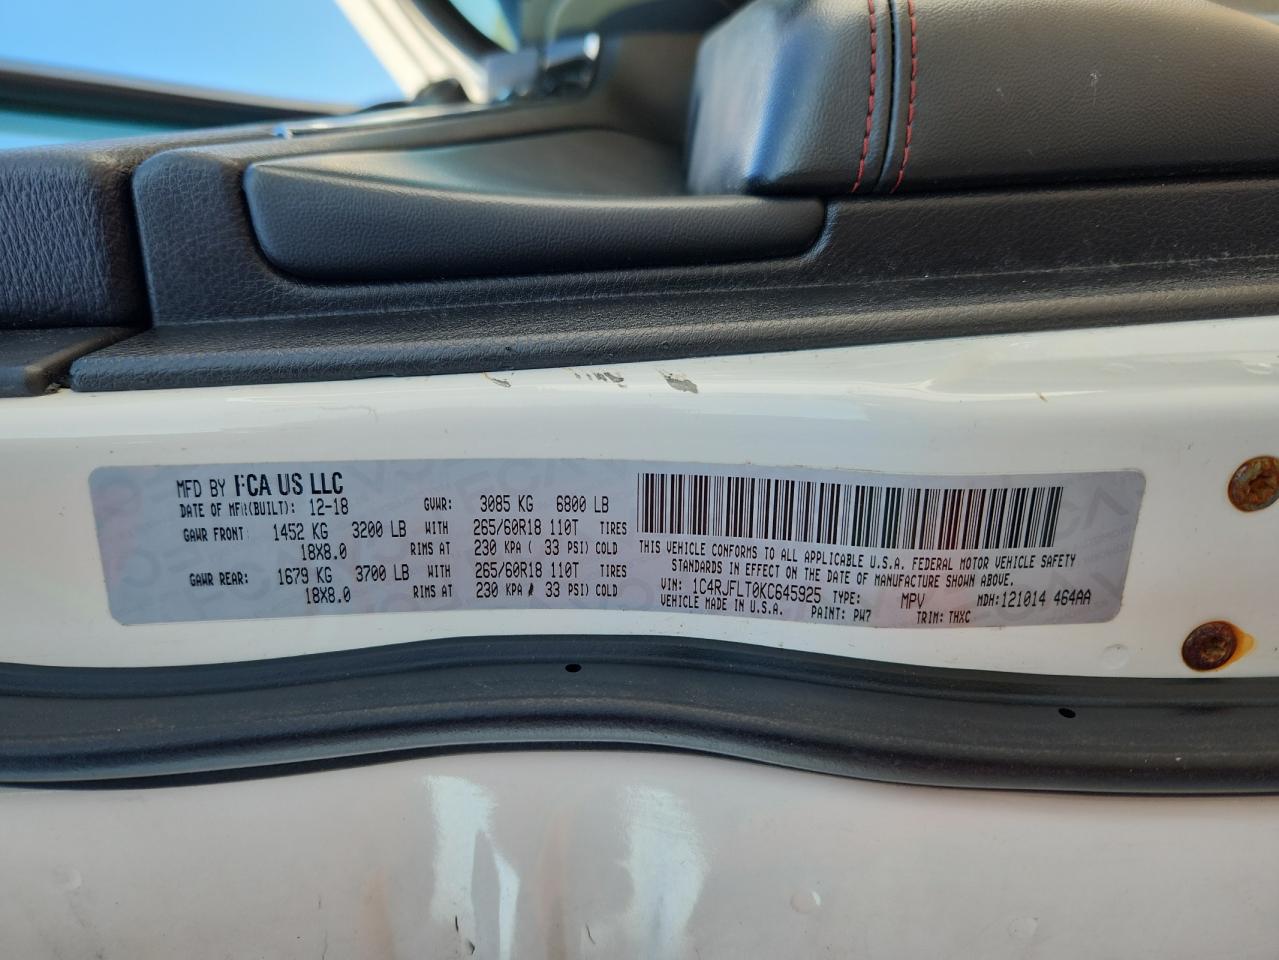 MFD BY FCA US LLC
DATE OF MFR(BUILT): 12-18 GVWR: 3085 KG 6800 LB
GAWR FRONT: 1452 KG 3200 LB WITH 265/60R18 110T TIRES
18X8.0 RIMS AT 230 KPA ( 33 PSI) COLD
GAWR REAR: 1679 KG 3700 LB WITH 265/60R18 110T TIRES
18X8.0 RIMS AT 230 KPA ( 33 PSI) COLD
THIS VEHICLE CONFORMS TO ALL APPLICABLE U.S.A. FEDERAL MOTOR VEHICLE SAFETY
STANDARDS IN EFFECT ON THE DATE OF MANUFACTURE SHOWN ABOVE.
VIN: 1C4RJFLT0KC645925 TYPE: MPV MDH: 121014 464AA
VEHICLE MADE IN U.S.A. PAINT: PW7 TRIM: THXC